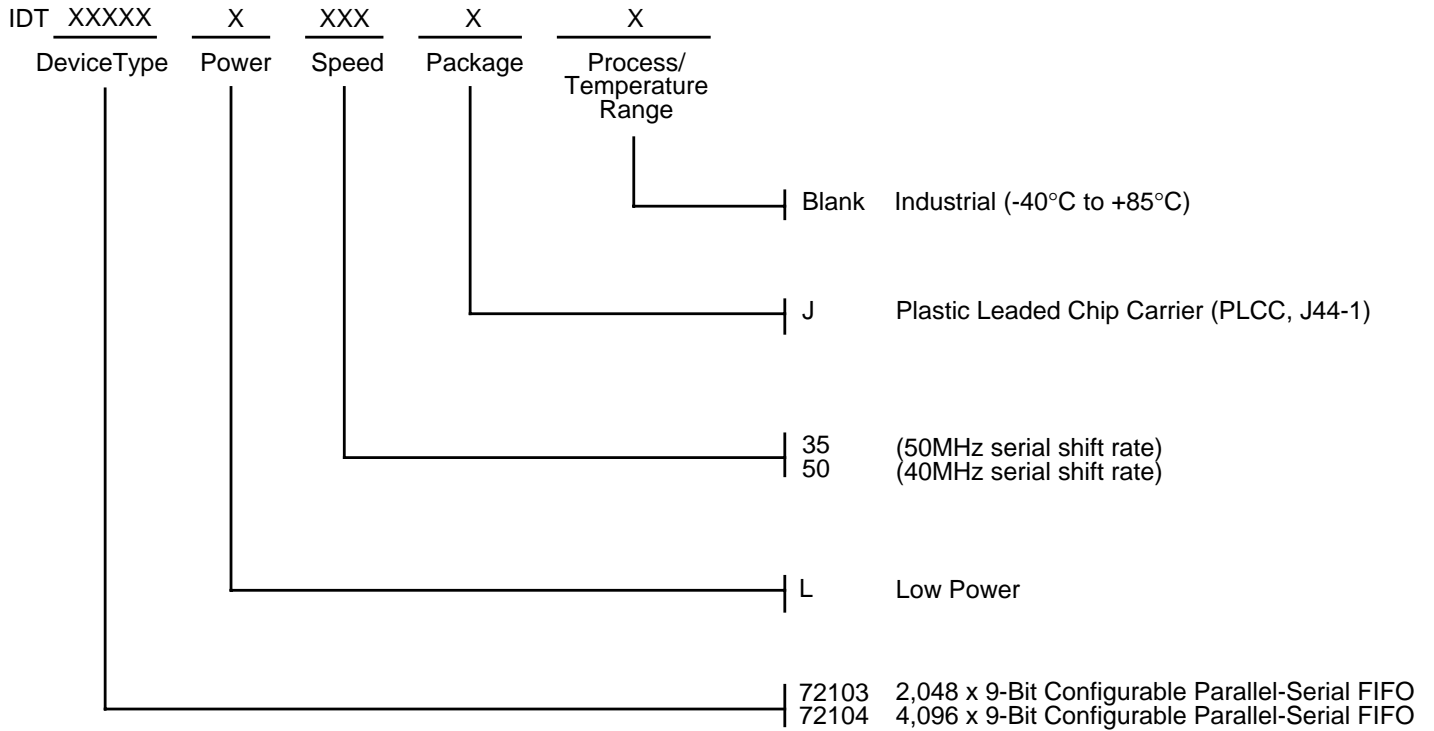 IDT XXXXX X XXX X X
DeviceType Power Speed Package Process/
Temperature
Range
Blank Industrial (-40°C to +85°C)
J Plastic Leaded Chip Carrier (PLCC, J44-1)
35 (50MHz serial shift rate)
50 (40MHz serial shift rate)
L Low Power
72103 2,048 x 9-Bit Configurable Parallel-Serial FIFO
72104 4,096 x 9-Bit Configurable Parallel-Serial FIFO